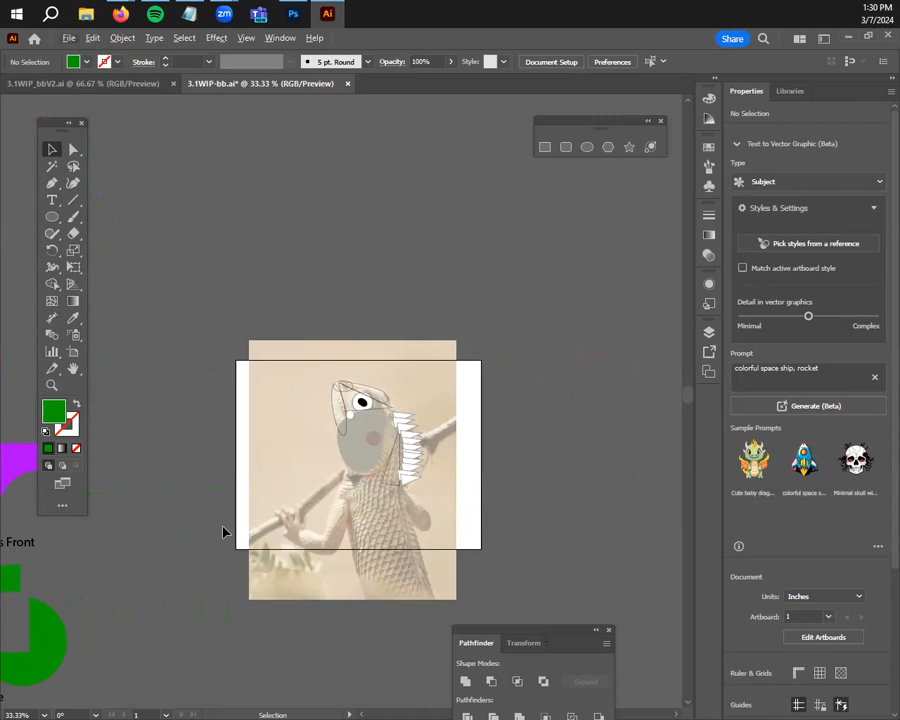 1:30 PM
3/7/2024
zm
Ps
Ai
Ai File Edit Object Type Select Effect View Window Help Share
No Selection Stroke: 5 pt. Round Opacity: 100% Style: Document Setup Preferences
3.1WIP_bbV2.ai @ 66.67 % (RGB/Preview) 3.1WIP-bb.ai* @ 33.33 % (RGB/Preview)
Properties Libraries
No Selection
Text to Vector Graphic (Beta)
Type
Subject
Styles & Settings
Pick styles from a reference
Match active artboard style
Detail in vector graphics
Minimal Complex
Prompt
colorful space ship, rocket
Generate (Beta)
Sample Prompts
Cute baby drag... colorful space s... Minimal skull wi...
s Front
Document
Units: Inches
Artboard: 1
Edit Artboards
Pathfinder Transform
Shape Modes:
Expand
Ruler & Grids
Pathfinders:
Guides
33.33% 0° 1 Selection